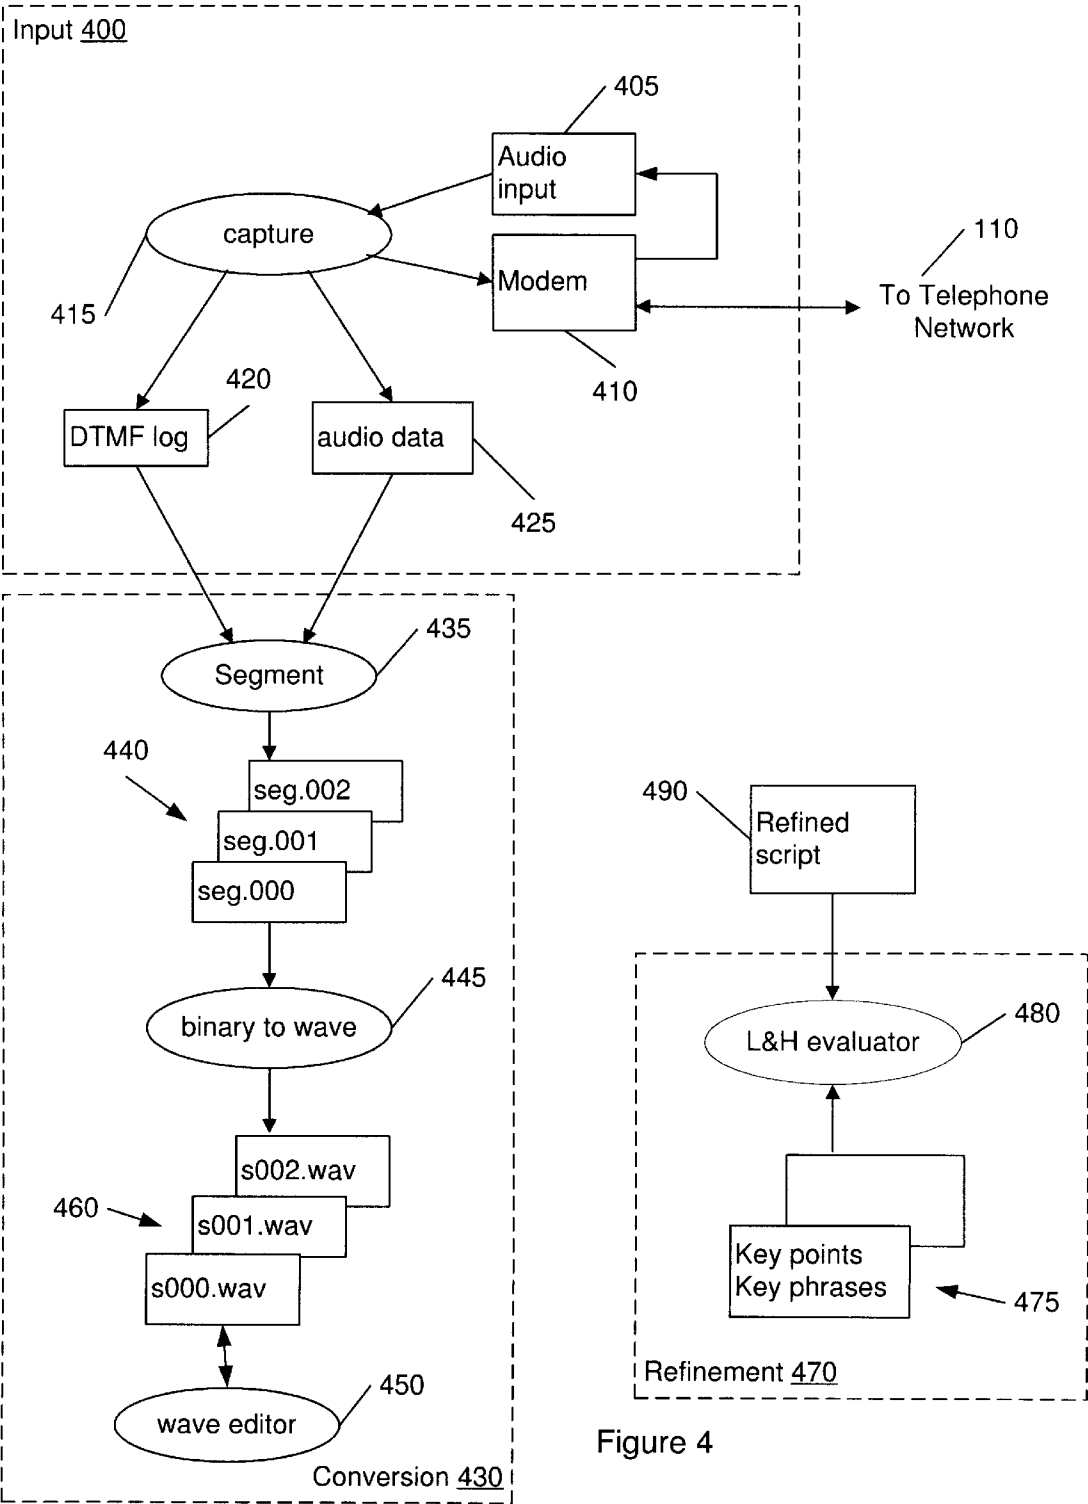 Input 400
405
Audio
input
capture
110
Modem
To Telephone
Network
415
410
420
DTMF log
audio data
425
435
Segment
440
seg.002
seg.001
seg.000
490
Refined
script
445
binary to wave
480
L&H evaluator
s002.wav
460
s001.wav
s000.wav
Key points
Key phrases
475
Refinement 470
450
wave editor
Figure 4
Conversion 430